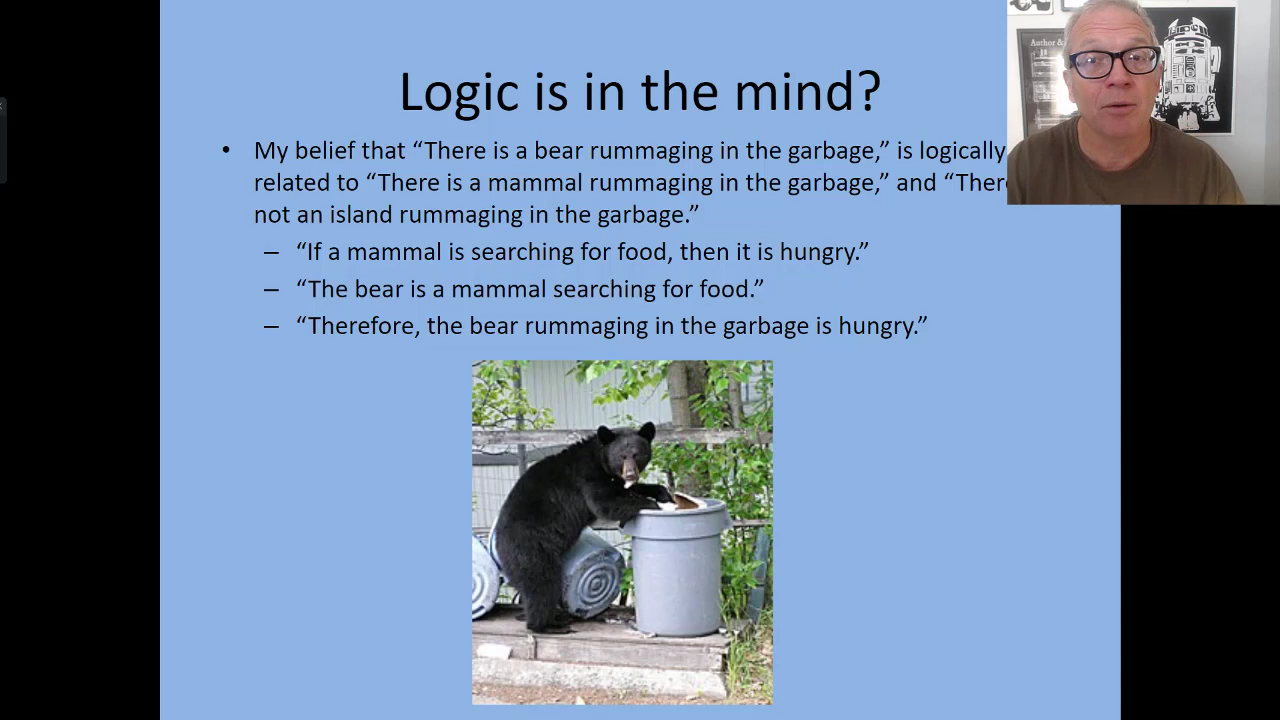 Logic is in the mind?
• My belief that “There is a bear rummaging in the garbage,” is logically
related to “There is a mammal rummaging in the garbage,” and
not an island rummaging in the garbage.”
– “If a mammal is searching for food, then it is hungry.”
– “The bear is a mammal searching for food.”
– “Therefore, the bear rummaging in the garbage is hungry.”
Author &